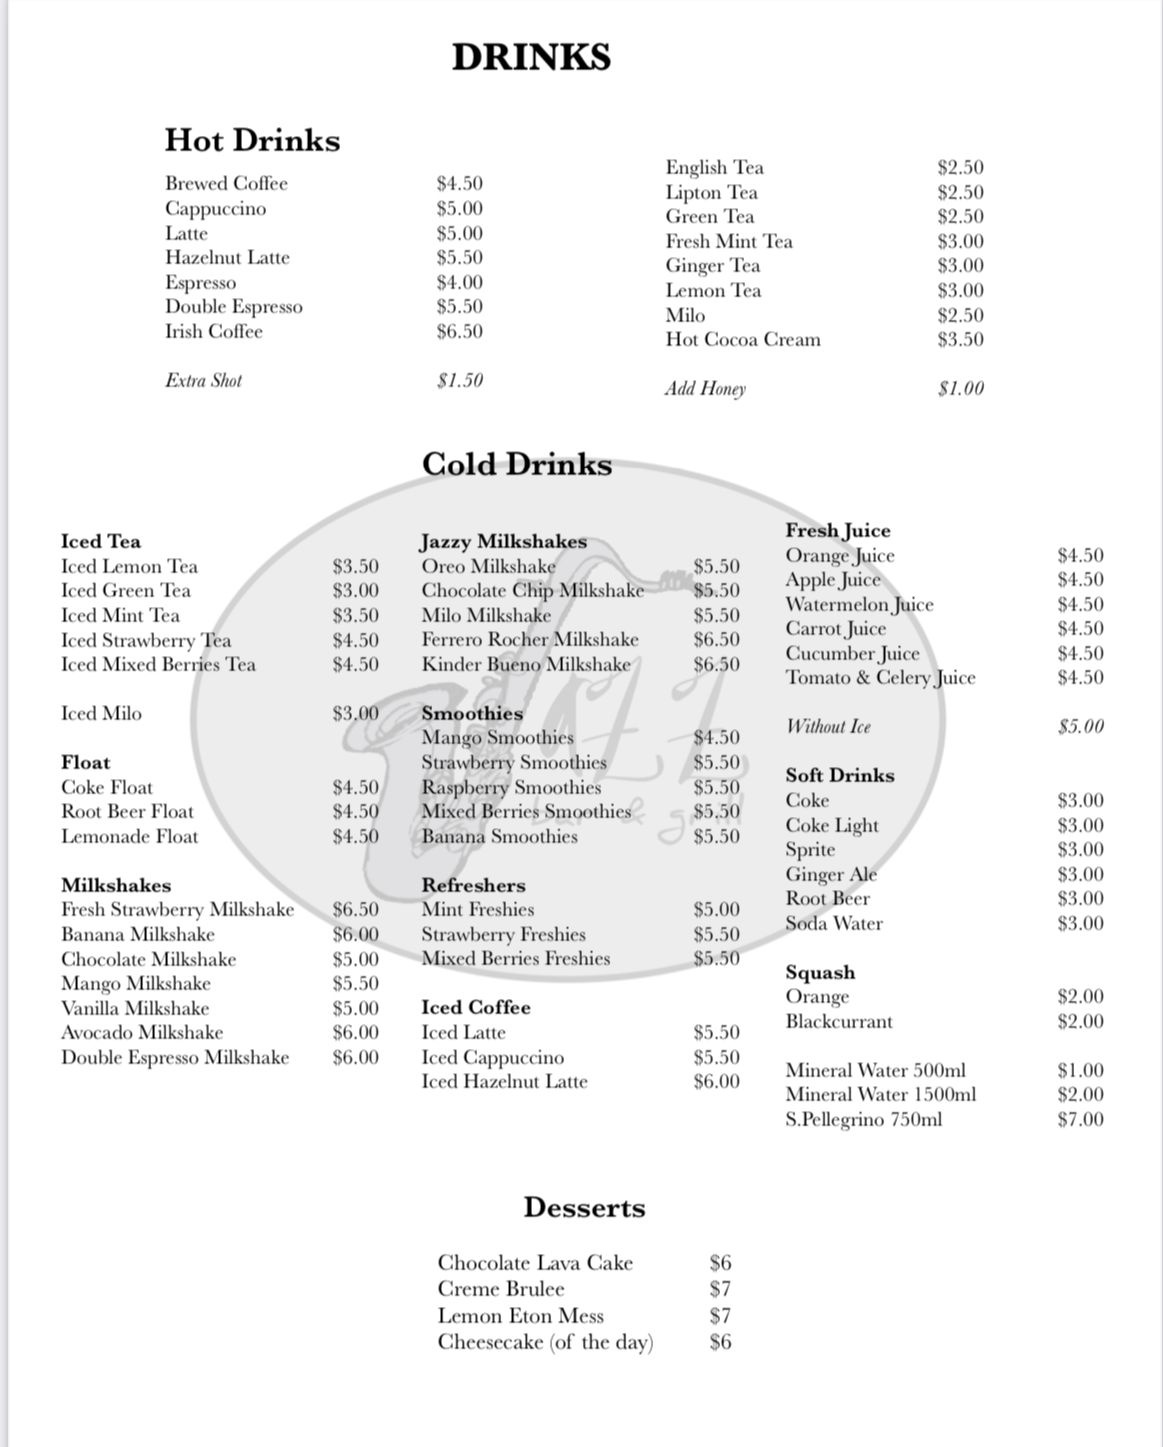 DRINKS
Hot Drinks
Brewed Coffee $4.50
Cappuccino $5.00
Latte $5.00
Hazelnut Latte $5.50
Espresso $4.00
Double Espresso $5.50
Irish Coffee $6.50
Extra Shot $1.50
English Tea $2.50
Lipton Tea $2.50
Green Tea $2.50
Fresh Mint Tea $3.00
Ginger Tea $3.00
Lemon Tea $3.00
Milo $2.50
Hot Cocoa Cream $3.50
Add Honey $1.00
Cold Drinks
Iced Tea
Iced Lemon Tea $3.50
Iced Green Tea $3.00
Iced Mint Tea $3.50
Iced Strawberry Tea $4.50
Iced Mixed Berries Tea $4.50
Iced Milo $3.00
Float
Coke Float $4.50
Root Beer Float $4.50
Lemonade Float $4.50
Milkshakes
Fresh Strawberry Milkshake $6.50
Banana Milkshake $6.00
Chocolate Milkshake $5.00
Mango Milkshake $5.50
Vanilla Milkshake $5.00
Avocado Milkshake $6.00
Double Espresso Milkshake $6.00
Jazzy Milkshakes
Oreo Milkshake $5.50
Chocolate Chip Milkshake $5.50
Milo Milkshake $5.50
Ferrero Rocher Milkshake $6.50
Kinder Bueno Milkshake $6.50
Smoothies
Mango Smoothies $4.50
Strawberry Smoothies $5.50
Raspberry Smoothies $5.50
Mixed Berries Smoothies $5.50
Banana Smoothies $5.50
Refreshers
Mint Freshies $5.00
Strawberry Freshies $5.50
Mixed Berries Freshies $5.50
Iced Coffee
Iced Latte $5.50
Iced Cappuccino $5.50
Iced Hazelnut Latte $6.00
Fresh Juice
Orange Juice $4.50
Apple Juice $4.50
Watermelon Juice $4.50
Carrot Juice $4.50
Cucumber Juice $4.50
Tomato & Celery Juice $4.50
Without Ice $5.00
Soft Drinks
Coke $3.00
Coke Light $3.00
Sprite $3.00
Ginger Ale $3.00
Root Beer $3.00
Soda Water $3.00
Squash
Orange $2.00
Blackcurrant $2.00
Mineral Water 500ml $1.00
Mineral Water 1500ml $2.00
S.Pellegrino 750ml $7.00
JAZZ
bar & grill
Desserts
Chocolate Lava Cake $6
Creme Brulee $7
Lemon Eton Mess $7
Cheesecake (of the day) $6